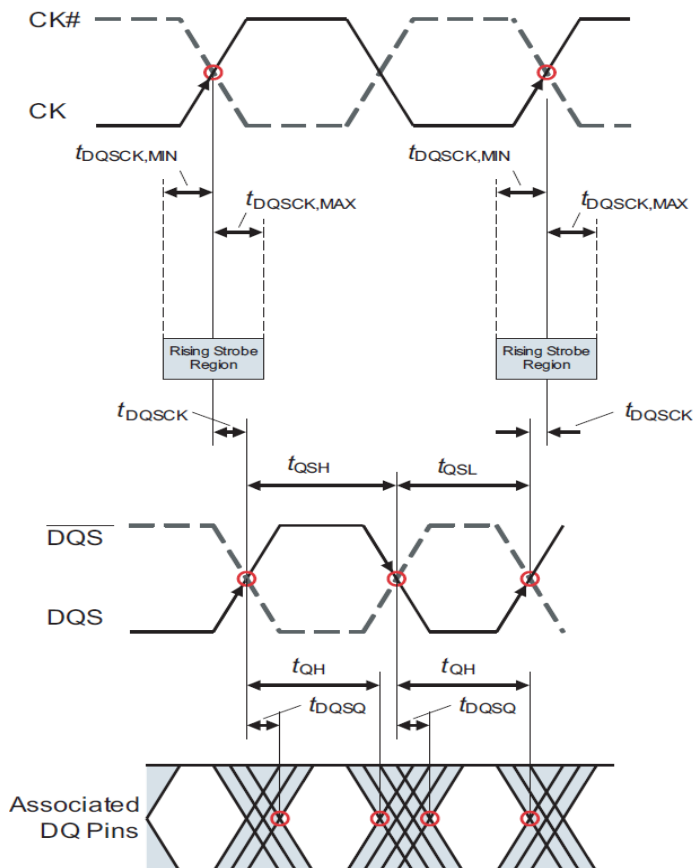 CK#
CK
tDQSCK,MIN
tDQSCK,MIN
tDQSCK,MAX
tDQSCK,MAX
Rising Strobe
Region
Rising Strobe
Region
tDQSCK
tDQSCK
tQSH
tQSL
D̅Q̅S̅
DQS
tQH
tQH
tDQSQ
tDQSQ
Associated
DQ Pins